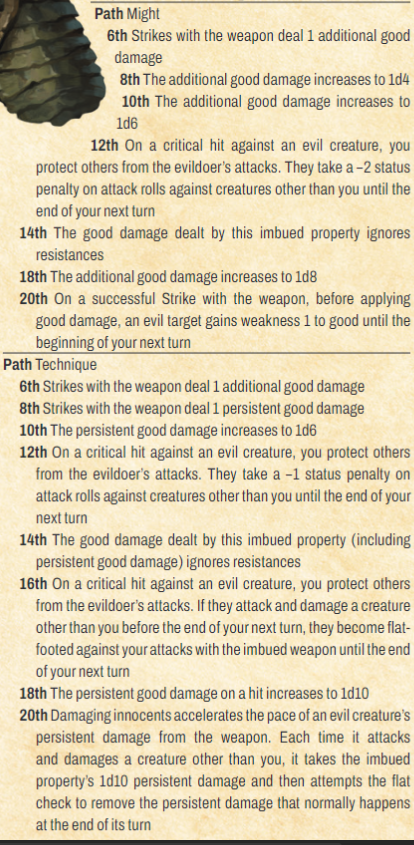 Path Might
6th Strikes with the weapon deal 1 additional good
damage
8th The additional good damage increases to 1d4
10th The additional good damage increases to
1d6
12th On a critical hit against an evil creature, you
protect others from the evildoer's attacks. They take a –2 status
penalty on attack rolls against creatures other than you until the
end of your next turn
14th The good damage dealt by this imbued property ignores
resistances
18th The additional good damage increases to 1d8
20th On a successful Strike with the weapon, before applying
good damage, an evil target gains weakness 1 to good until the
beginning of your next turn
Path Technique
6th Strikes with the weapon deal 1 additional good damage
8th Strikes with the weapon deal 1 persistent good damage
10th The persistent good damage increases to 1d6
12th On a critical hit against an evil creature, you protect others
from the evildoer's attacks. They take a –1 status penalty on
attack rolls against creatures other than you until the end of your
next turn
14th The good damage dealt by this imbued property (including
persistent good damage) ignores resistances
16th On a critical hit against an evil creature, you protect others
from the evildoer's attacks. If they attack and damage a creature
other than you before the end of your next turn, they become flat-
footed against your attacks with the imbued weapon until the end
of your next turn
18th The persistent good damage on a hit increases to 1d10
20th Damaging innocents accelerates the pace of an evil creature's
persistent damage from the weapon. Each time it attacks
and damages a creature other than you, it takes the imbued
property's 1d10 persistent damage and then attempts the flat
check to remove the persistent damage that normally happens
at the end of its turn